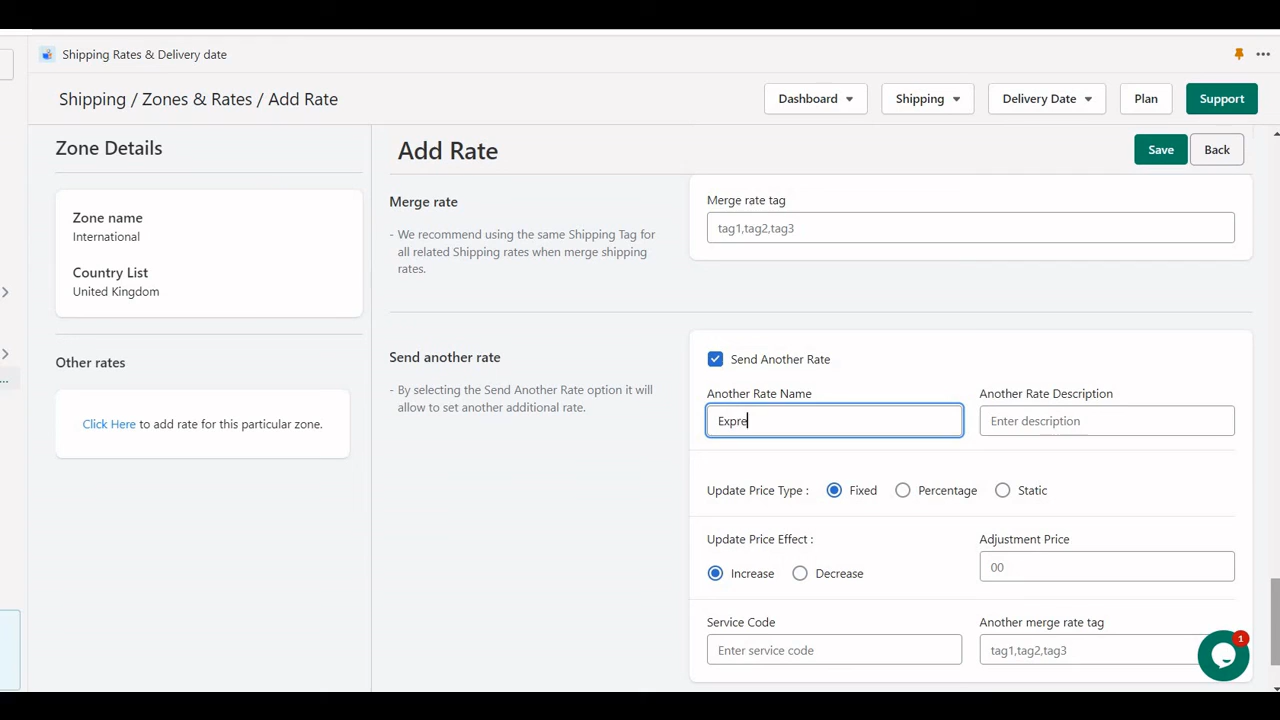 Shipping Rates & Delivery date
Shipping / Zones & Rates / Add Rate
Dashboard
Shipping
Delivery Date
Plan
Support
Zone Details
Zone name
International
Country List
United Kingdom
Other rates
Click Here to add rate for this particular zone.
Add Rate
Save
Back
Merge rate
- We recommend using the same Shipping Tag for
all related Shipping rates when merge shipping
rates.
Merge rate tag
tag1,tag2,tag3
Send another rate
- By selecting the Send Another Rate option it will
allow to set another additional rate.
Send Another Rate
Another Rate Name
Another Rate Description
Expre
Enter description
Update Price Type :
Fixed
Percentage
Static
Update Price Effect :
Adjustment Price
Increase
Decrease
00
Service Code
Another merge rate tag
Enter service code
tag1,tag2,tag3
1